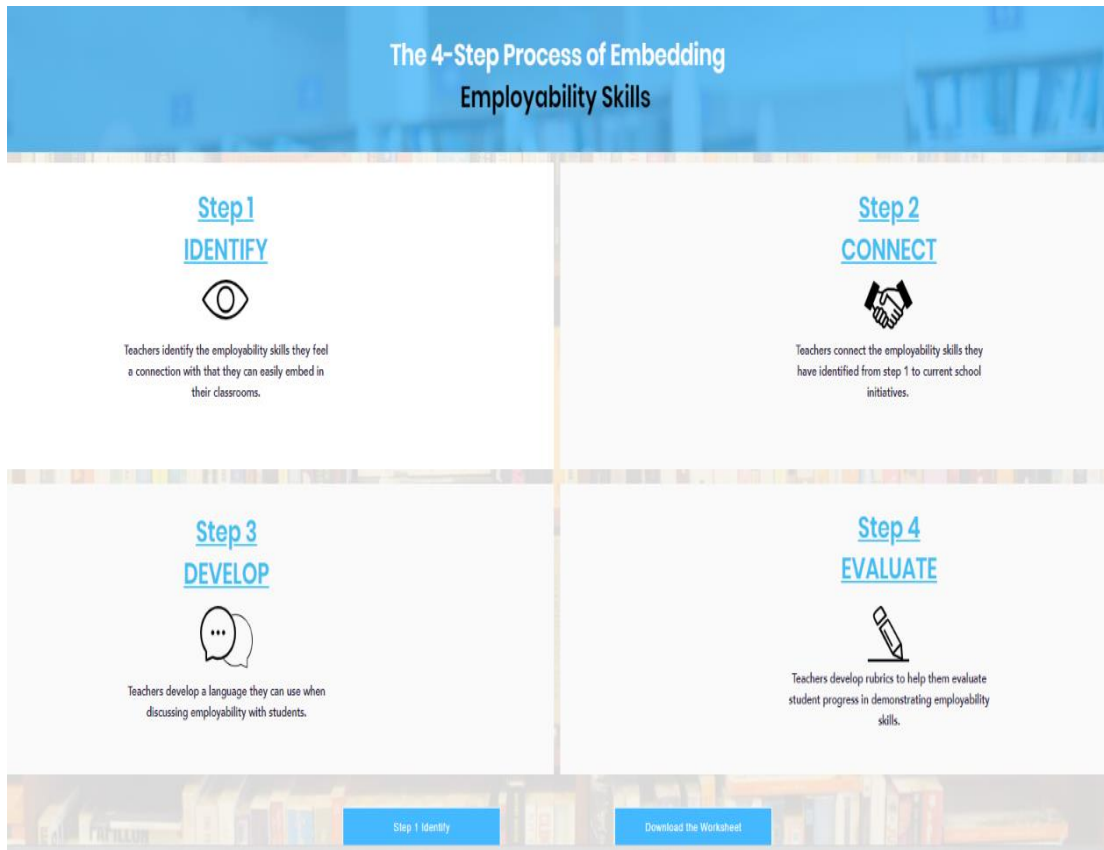 The 4-Step Process of Embedding
Employability Skills
Step 1
IDENTIFY
Teachers identify the employability skills they feel
a connection with that they can easily embed in
their classrooms.
Step 2
CONNECT
Teachers connect the employability skills they
have identified from step 1 to current school
initiatives.
Step 3
DEVELOP
Teachers develop a language they can use when
discussing employability with students.
Step 4
EVALUATE
Teachers develop rubrics to help them evaluate
student progress in demonstrating employability
skills.
Step 1 Identify
Download the Worksheet